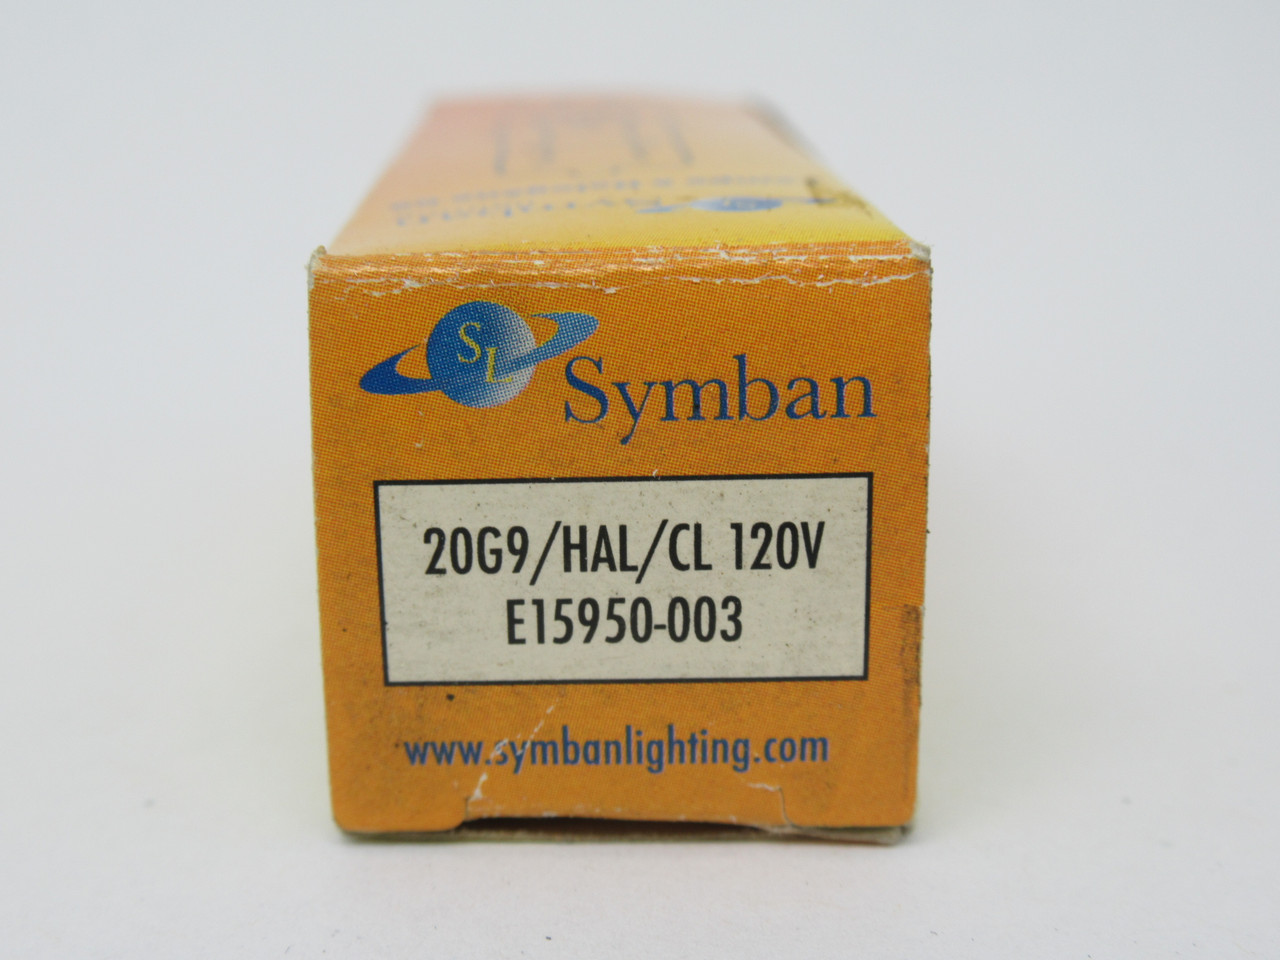 SL
Symban
20G9/HAL/CL 120V
E15950-003
www.symbanlighting.com